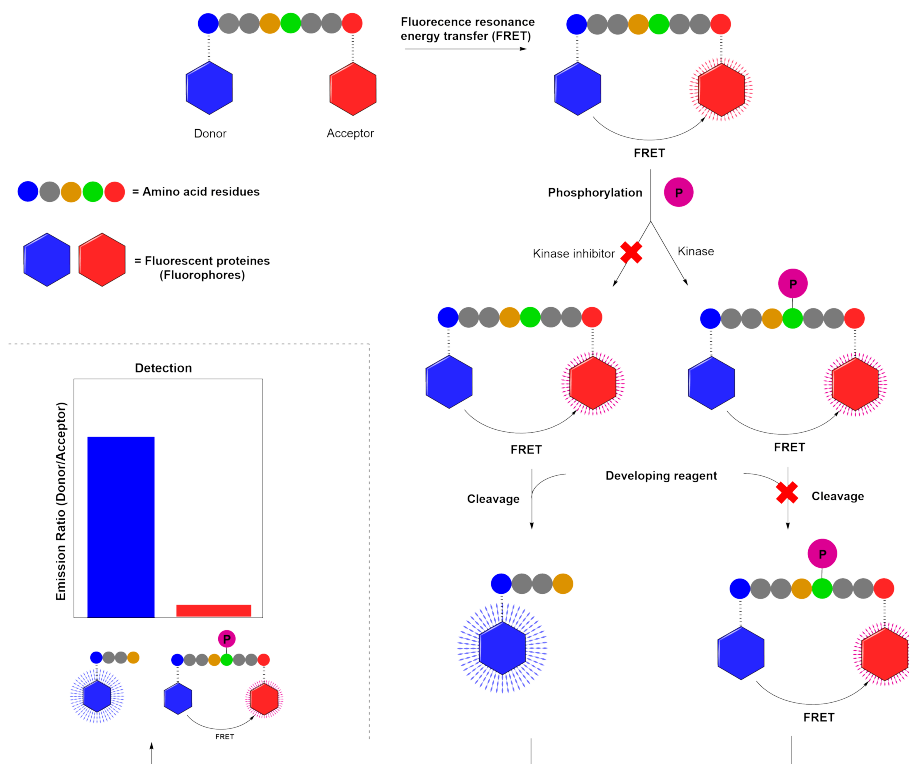 Fluorecence resonance
energy transfer (FRET)
Donor
Acceptor
FRET
= Amino acid residues
Phosphorylation
P
= Fluorescent proteines
(Fluorophores)
Kinase inhibitor
Kinase
P
Detection
Emission Ratio (Donor/Acceptor)
FRET
FRET
Developing reagent
Cleavage
Cleavage
P
P
FRET
FRET